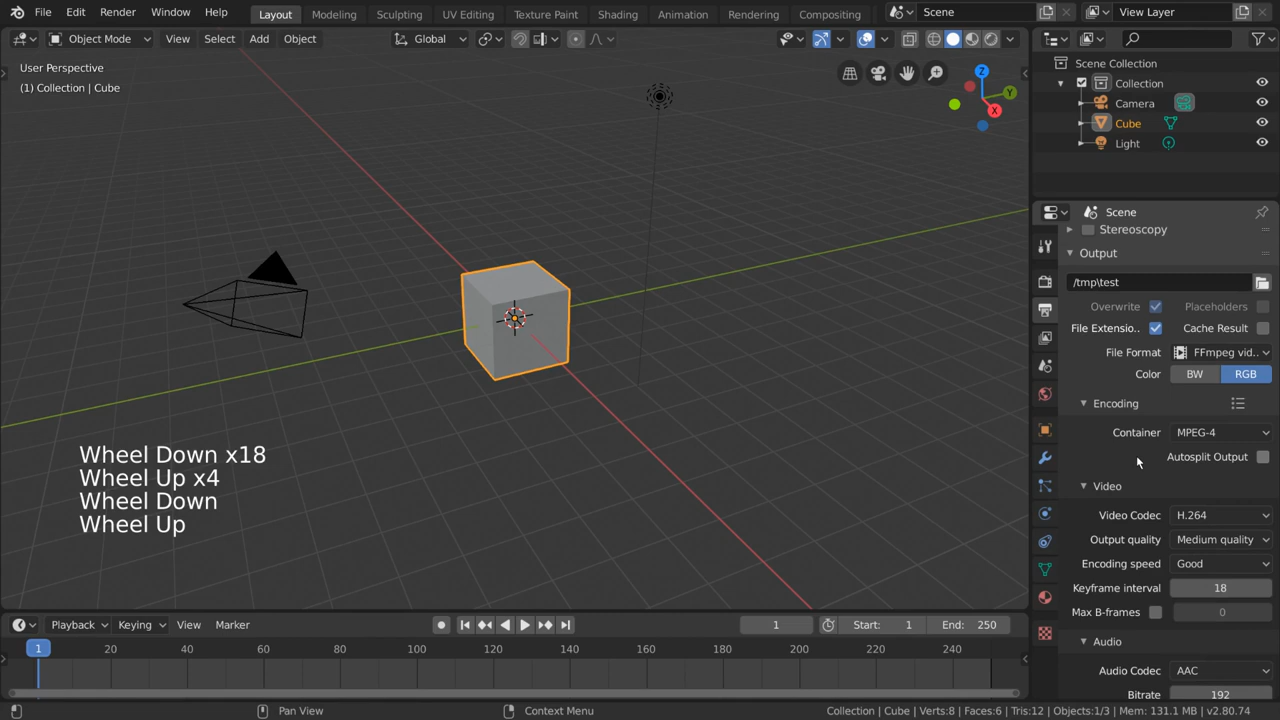 File Edit Render Window Help Layout Modeling Sculpting UV Editing Texture Paint Shading Animation Rendering Compositing Scene View Layer
Object Mode View Select Add Object Global
User Perspective
(1) Collection | Cube
Z
Y
X
Scene Collection
Collection
Camera
Cube
Light
Scene
Stereoscopy
Output
/tmp\test
Overwrite Placeholders
File Extensio.. Cache Result
File Format FFmpeg vid..
Color BW RGB
Encoding
Container MPEG-4
Autosplit Output
Video
Video Codec H.264
Output quality Medium quality
Encoding speed Good
Keyframe interval 18
Max B-frames 0
Audio
Audio Codec AAC
Bitrate 192
Wheel Down x18
Wheel Up x4
Wheel Down
Wheel Up
Playback Keying View Marker 1 Start: 1 End: 250
1 20 40 60 80 100 120 140 160 180 200 220 240
Pan View Context Menu Collection | Cube | Verts:8 | Faces:6 | Tris:12 | Objects:1/3 | Mem: 131.1 MB | v2.80.74